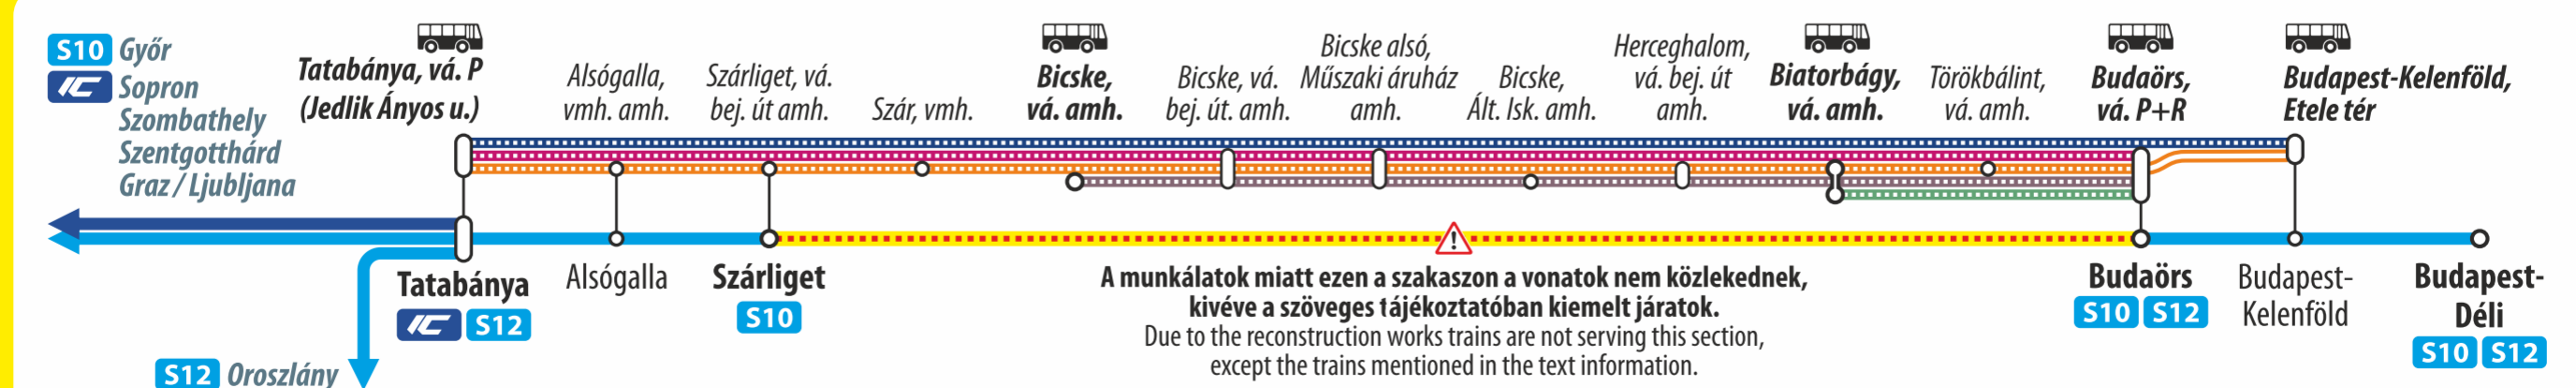 S10 Győr
IC Sopron
Szombathely
Szentgotthárd
Graz / Ljubljana
Tatabánya, vá. P
(Jedlik Ányos u.)
Alsógalla,
vmh. amh.
Szárliget, vá.
bej. út amh.
Szár, vmh.
Bicske,
vá. amh.
Bicske, vá.
bej. út. amh.
Bicske alsó,
Műszaki áruház
amh.
Bicske,
Ált. Isk. amh.
Herceghalom,
vá. bej. út
amh.
Biatorbágy,
vá. amh.
Törökbálint,
vá. amh.
Budaörs,
vá. P+R
Budapest-Kelenföld,
Etele tér
Tatabánya
IC S12
Alsógalla
Szárliget
S10
!
A munkálatok miatt ezen a szakaszon a vonatok nem közlekednek,
kivéve a szöveges tájékoztatóban kiemelt járatok.
Due to the reconstruction works trains are not serving this section,
except the trains mentioned in the text information.
Budaörs
S10 S12
Budapest-
Kelenföld
Budapest-
Déli
S10 S12
S12 Oroszlány